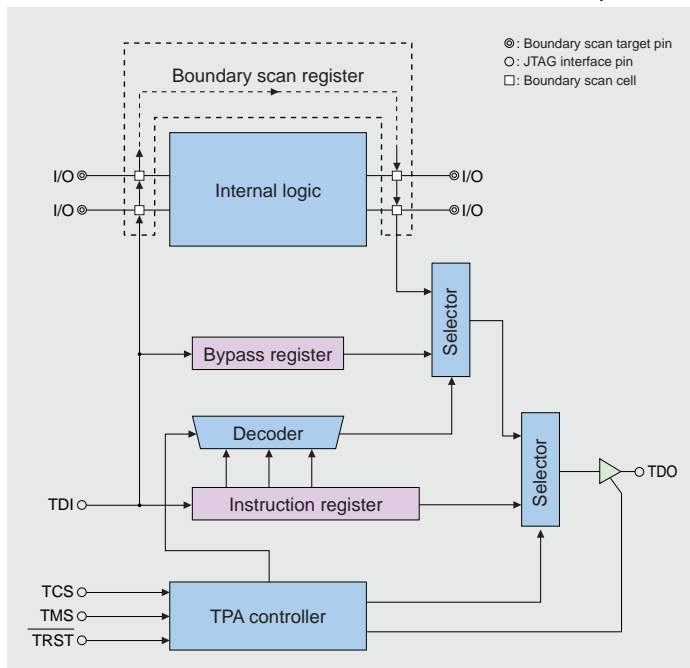 ◎: Boundary scan target pin
○: JTAG interface pin
□: Boundary scan cell
Boundary scan register
I/O
Internal logic
I/O
I/O
I/O
Selector
Bypass register
Decoder
Selector
TDO
TDI
Instruction register
TCS
TMS
TPA controller
TRST